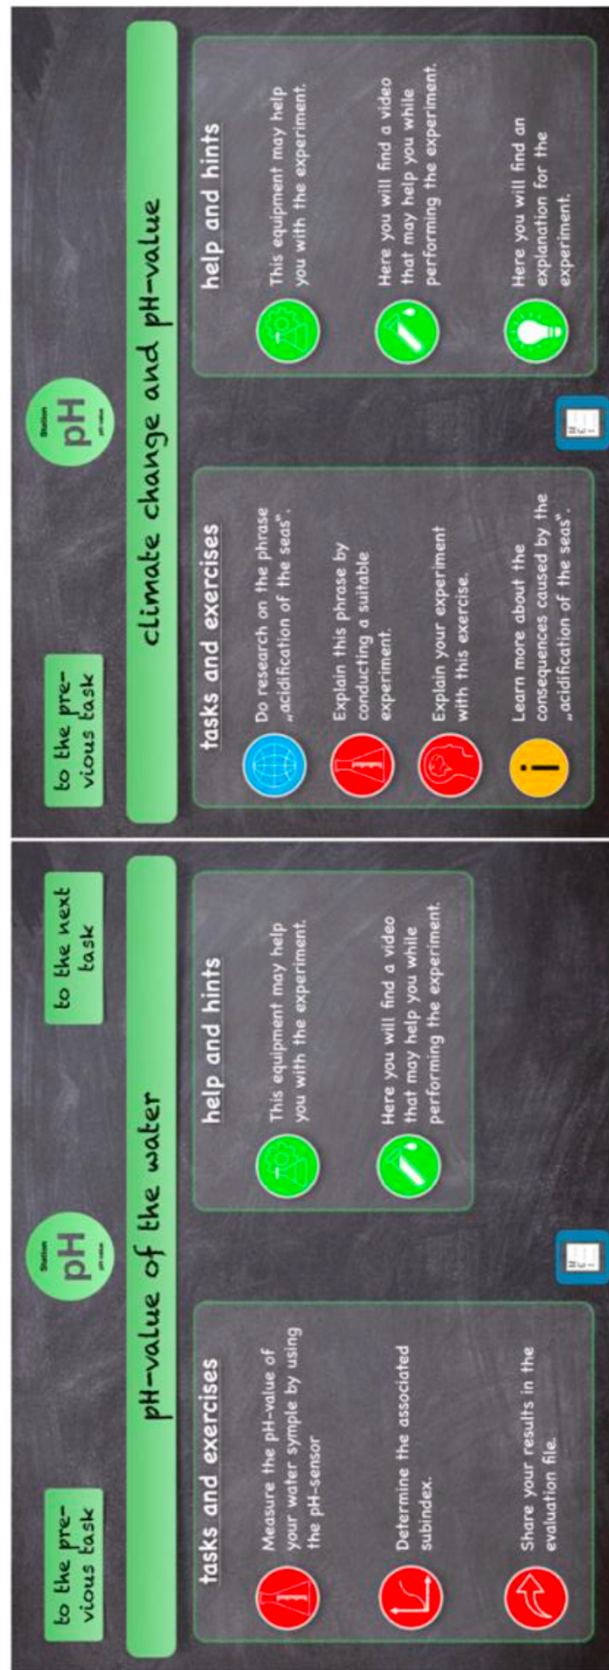 to the pre-
vious task
Station
pH
pH-value
to the next
task
pH-value of the water
tasks and exercises
Measure the pH-value of
your water symple by using
the pH-sensor
Determine the associated
subindex.
Share your results in the
evaluation file.
help and hints
This equipment may help
you with the experiment.
Here you will find a video
that may help you while
performing the experiment.
to the pre-
vious task
Station
pH
pH-value
climate change and pH-value
tasks and exercises
Do research on the phrase
„acidification of the seas“.
Explain this phrase by
conducting a suitable
experiment.
Explain your experiment
with this exercise.
i
Learn more about the
consequences caused by the
„acidification of the seas“.
help and hints
This equipment may help
you with the experiment.
Here you will find a video
that may help you while
performing the experiment.
Here you will find an
explanation for the
experiment.